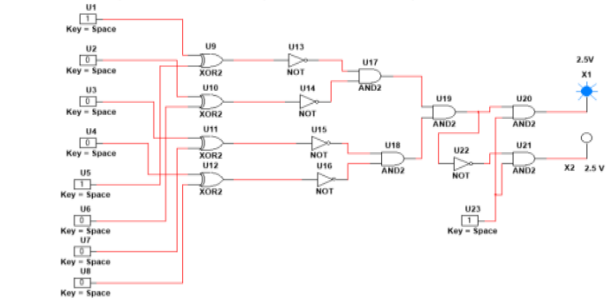 U1
1
Key = Space
U2
0
Key = Space
U3
0
Key = Space
U4
0
Key = Space
U5
1
Key = Space
U6
0
Key = Space
U7
0
Key = Space
U8
0
Key = Space
U9
XOR2
U10
XOR2
U11
XOR2
U12
XOR2
U13
NOT
U14
NOT
U15
NOT
U16
NOT
U17
AND2
U18
AND2
U19
AND2
U22
NOT
U23
1
Key = Space
U20
AND2
U21
AND2
2.5V
X1
X2 2.5 V